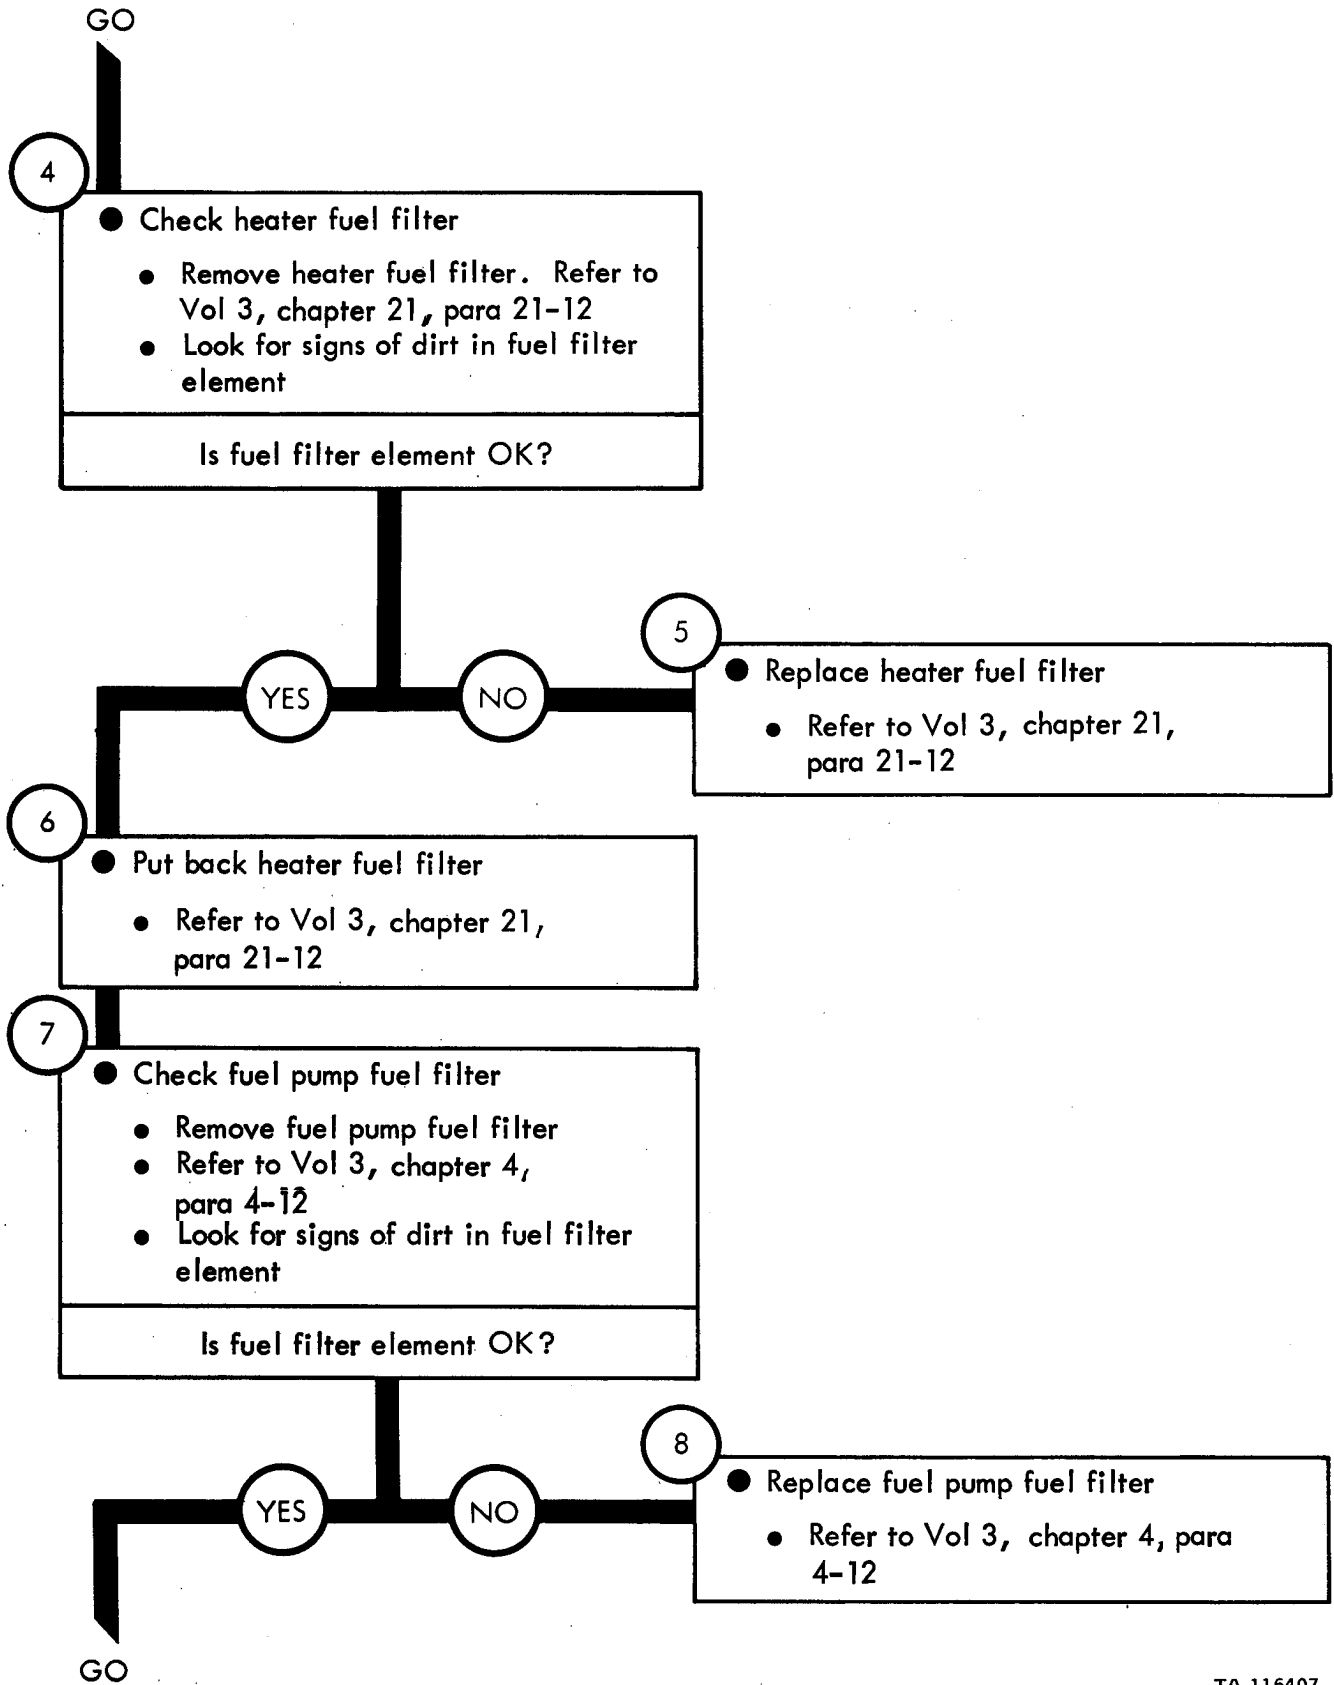 GO
4
● Check heater fuel filter
● Remove heater fuel filter. Refer to
Vol 3, chapter 21, para 21-12
● Look for signs of dirt in fuel filter
element
Is fuel filter element OK?
YES
NO
5
● Replace heater fuel filter
● Refer to Vol 3, chapter 21,
para 21-12
6
● Put back heater fuel filter
● Refer to Vol 3, chapter 21,
para 21-12
7
● Check fuel pump fuel filter
● Remove fuel pump fuel filter
● Refer to Vol 3, chapter 4,
para 4-12
● Look for signs of dirt in fuel filter
element
Is fuel filter element OK?
YES
NO
8
● Replace fuel pump fuel filter
● Refer to Vol 3, chapter 4, para
4-12
GO
TA 116407